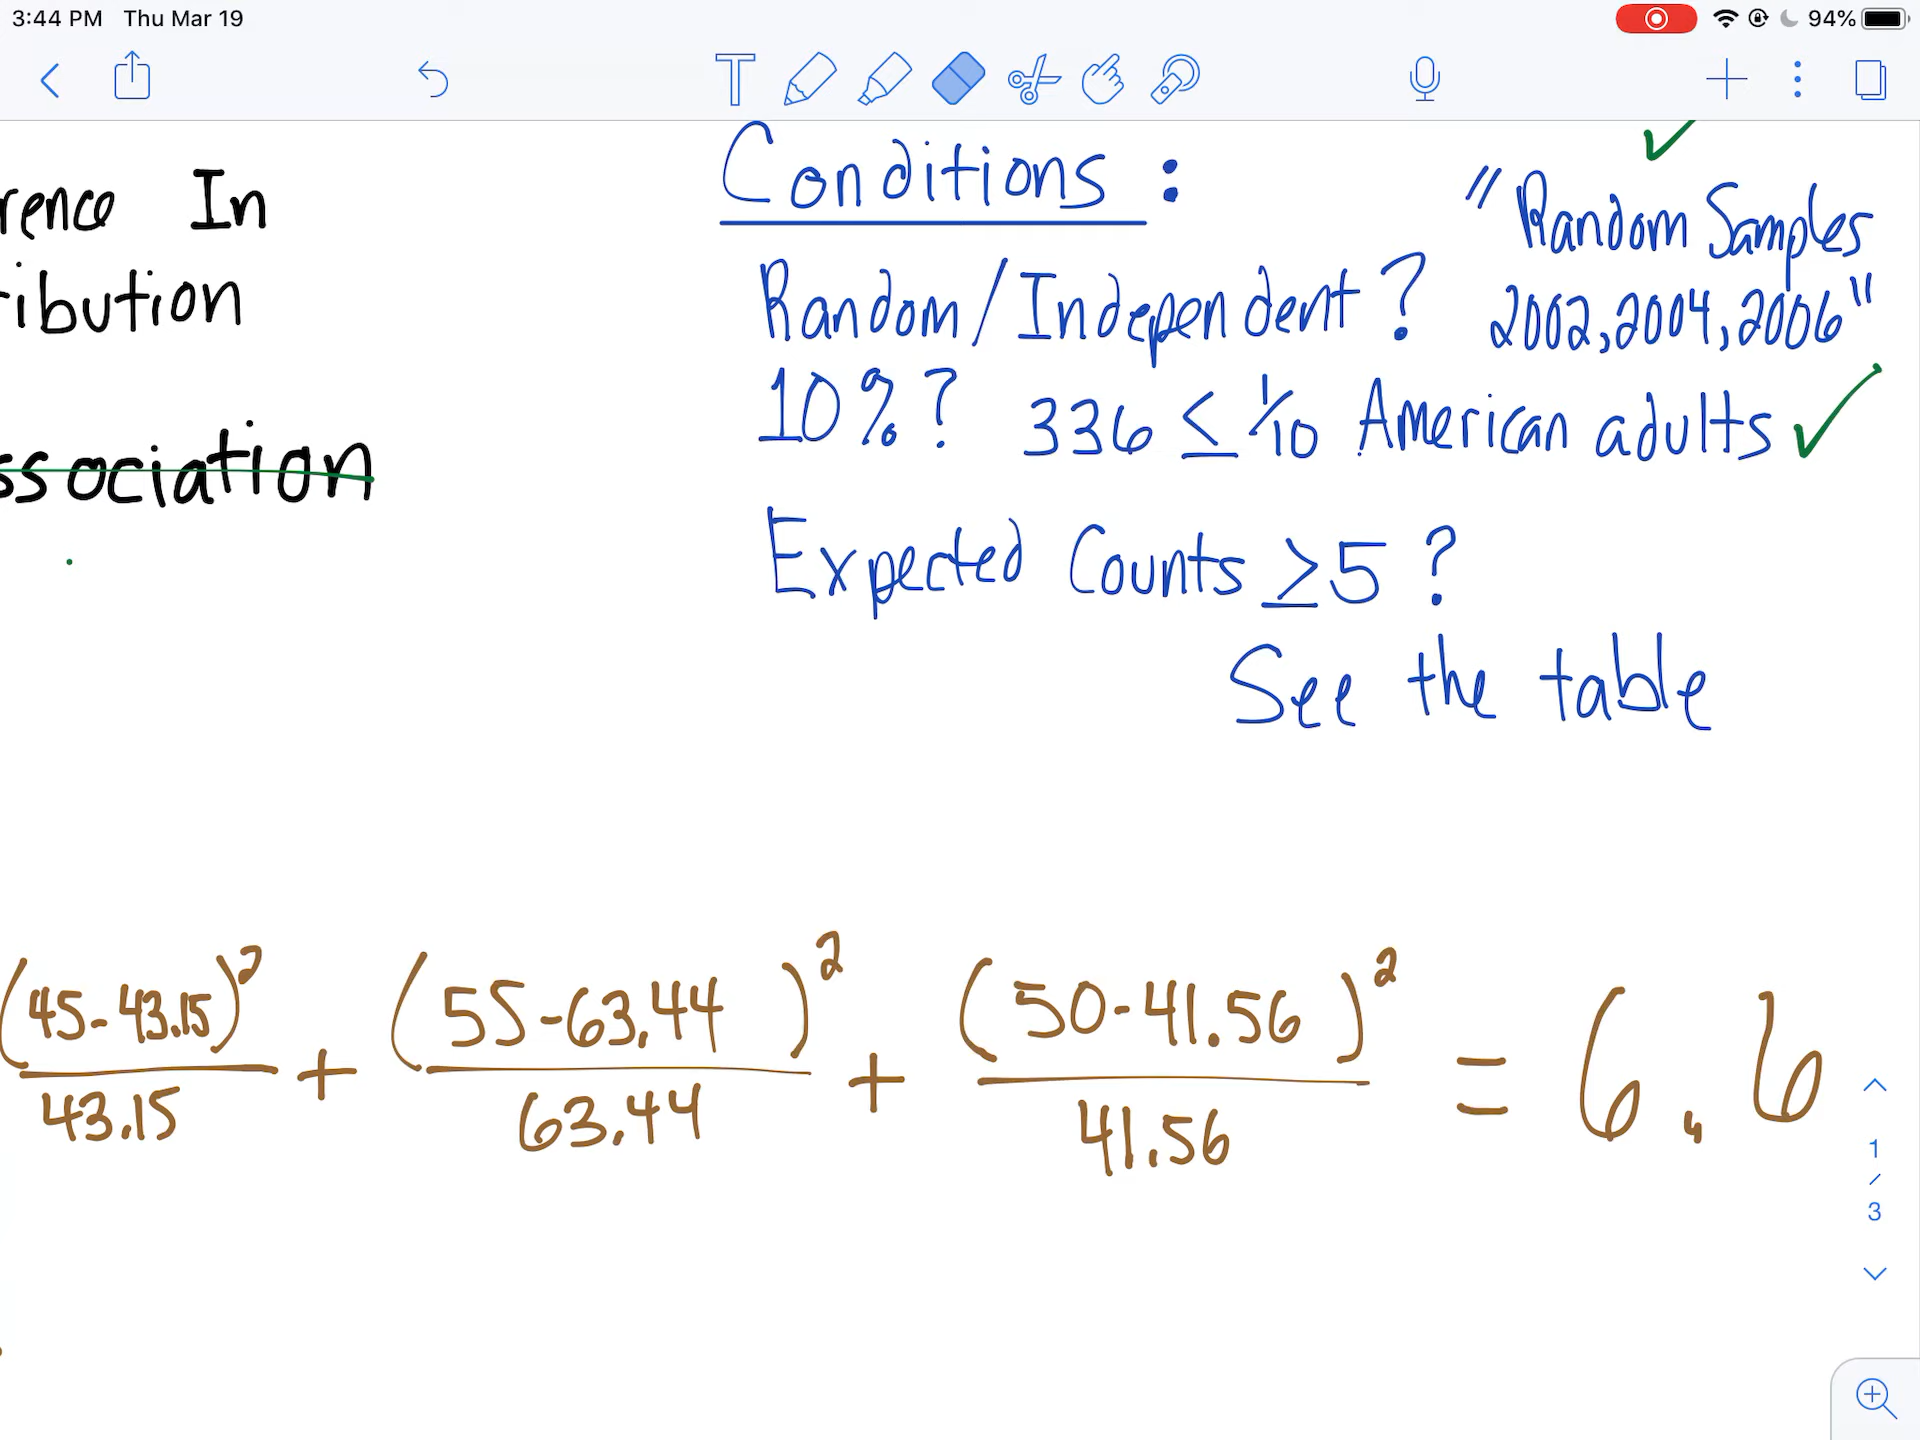 3:44 PM Thu Mar 19
94%
T
rence In
ribution
ssociation
Conditions :
"Random Samples
2002,2004,2006"
Random/Independent?
10%? 336 ≤ 1/10 American adults ✓
Expected Counts ≥5 ?
See the table
(45-43.15)² / 43.15 + (55-63.44)² / 63.44 + (50-41.56)² / 41.56 = 6.6
1
/
3